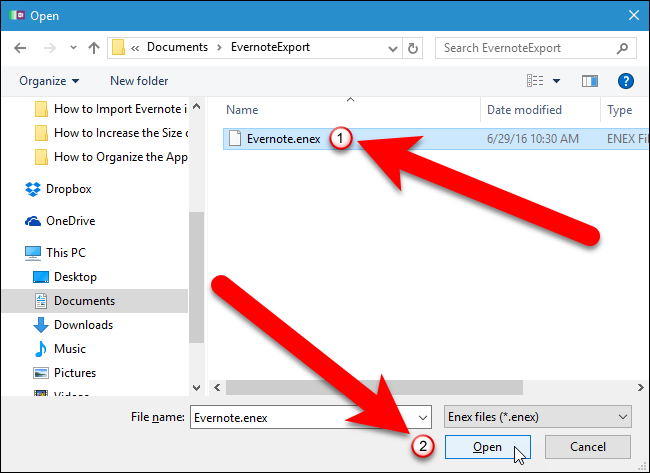 Open
« Documents › EvernoteExport
Search EvernoteExport
Organize
New folder
?
Name
Date modified
Type
How to Import Evernote i
How to Increase the Size o
How to Organize the App
Evernote.enex
1
6/29/16 10:30 AM
ENEX Fil
Dropbox
OneDrive
This PC
Desktop
Documents
Downloads
Music
Pictures
Videos
File name:
Evernote.enex
Enex files (*.enex)
2
Open
Cancel